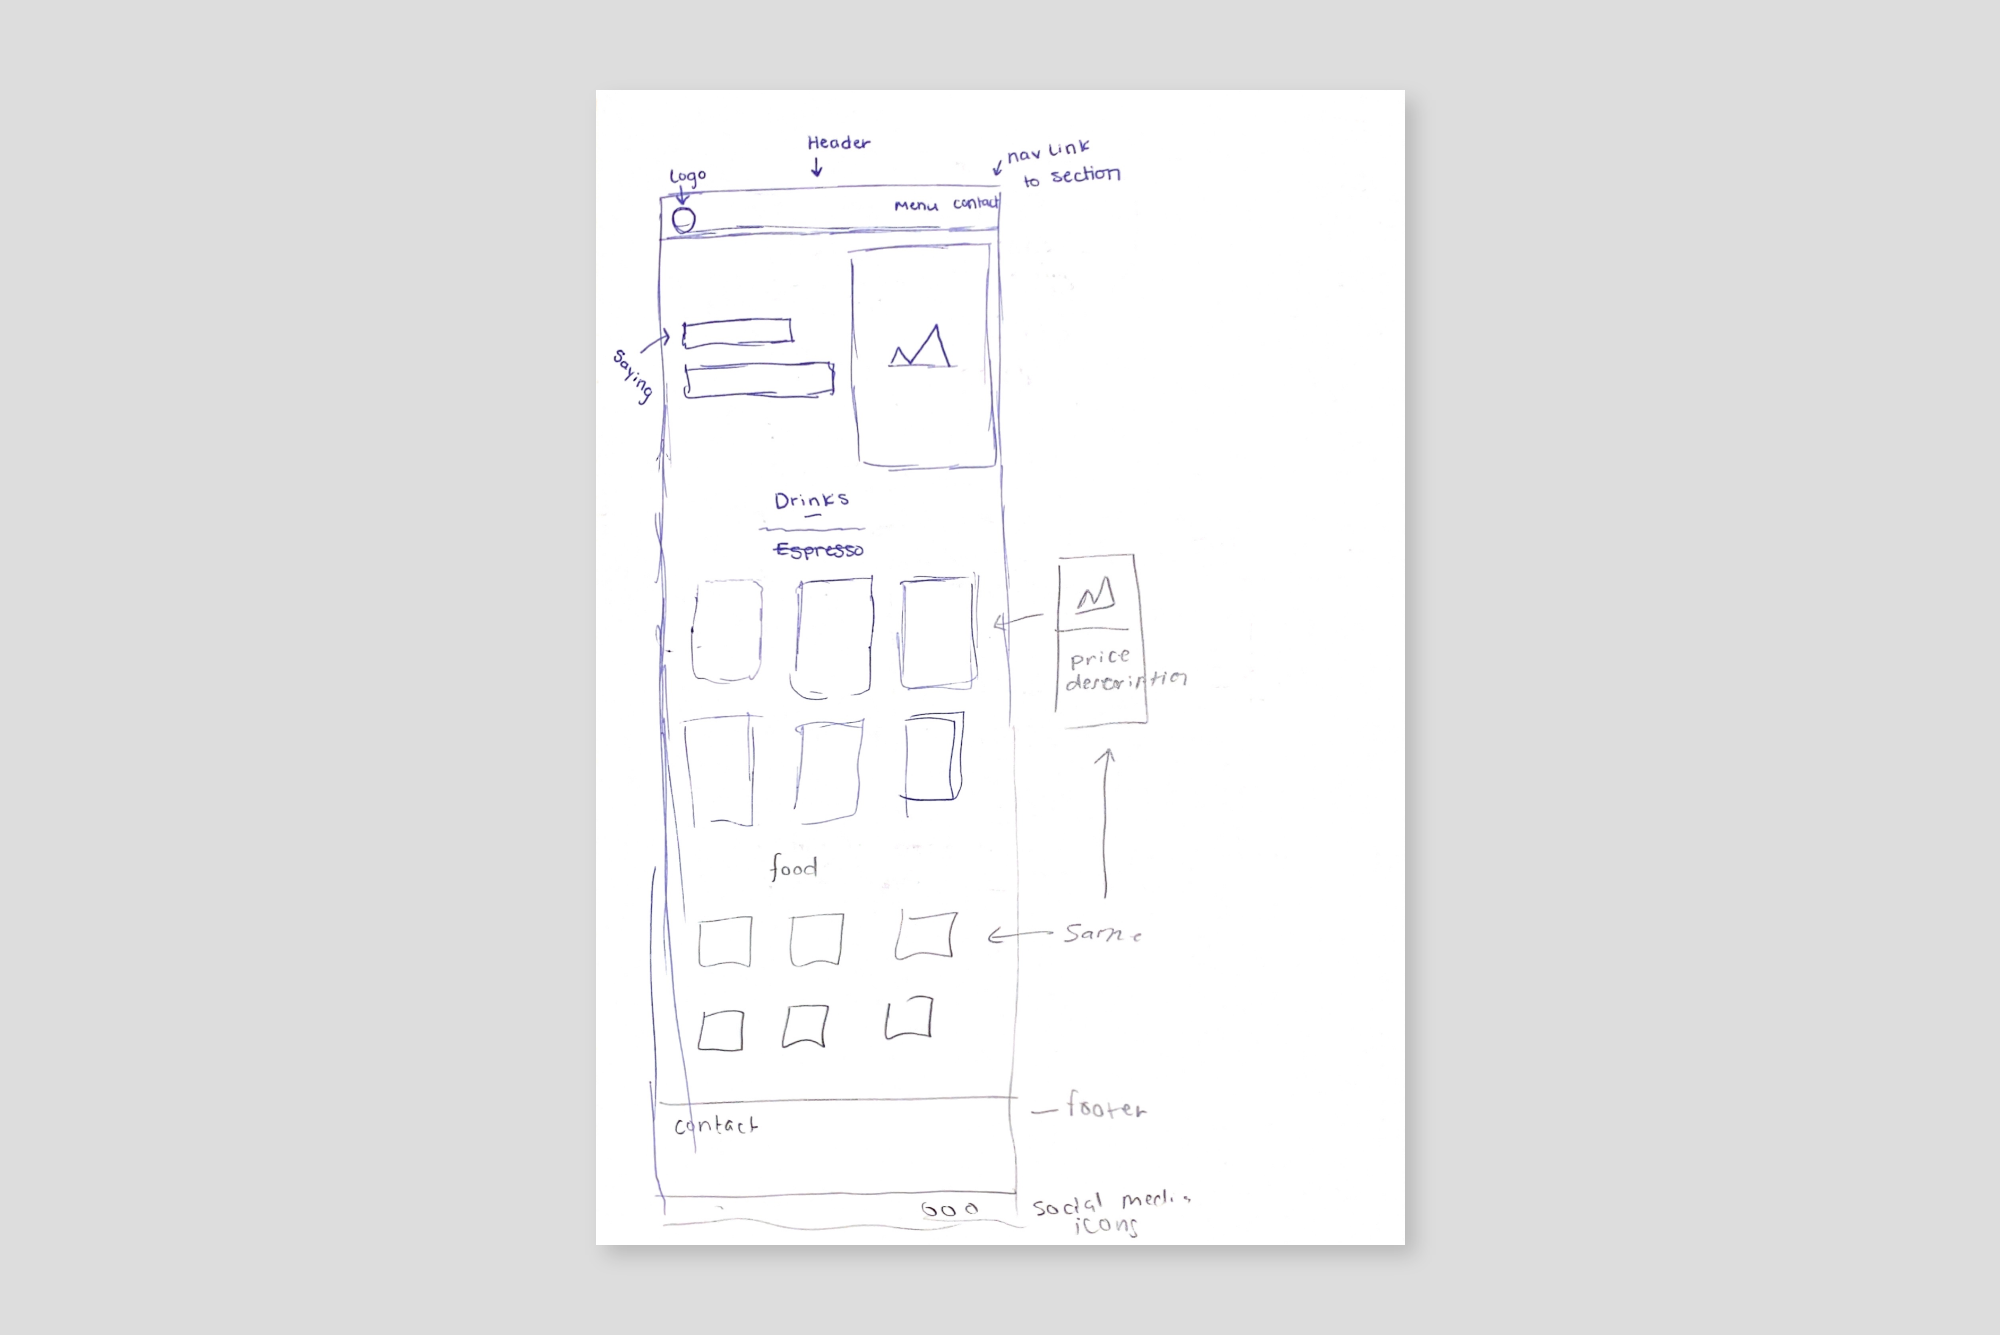 Header
nav link
to section
Logo
Menu contact
Saying
Drinks
Espresso
price
description
food
Same
footer
contact
social media
icons